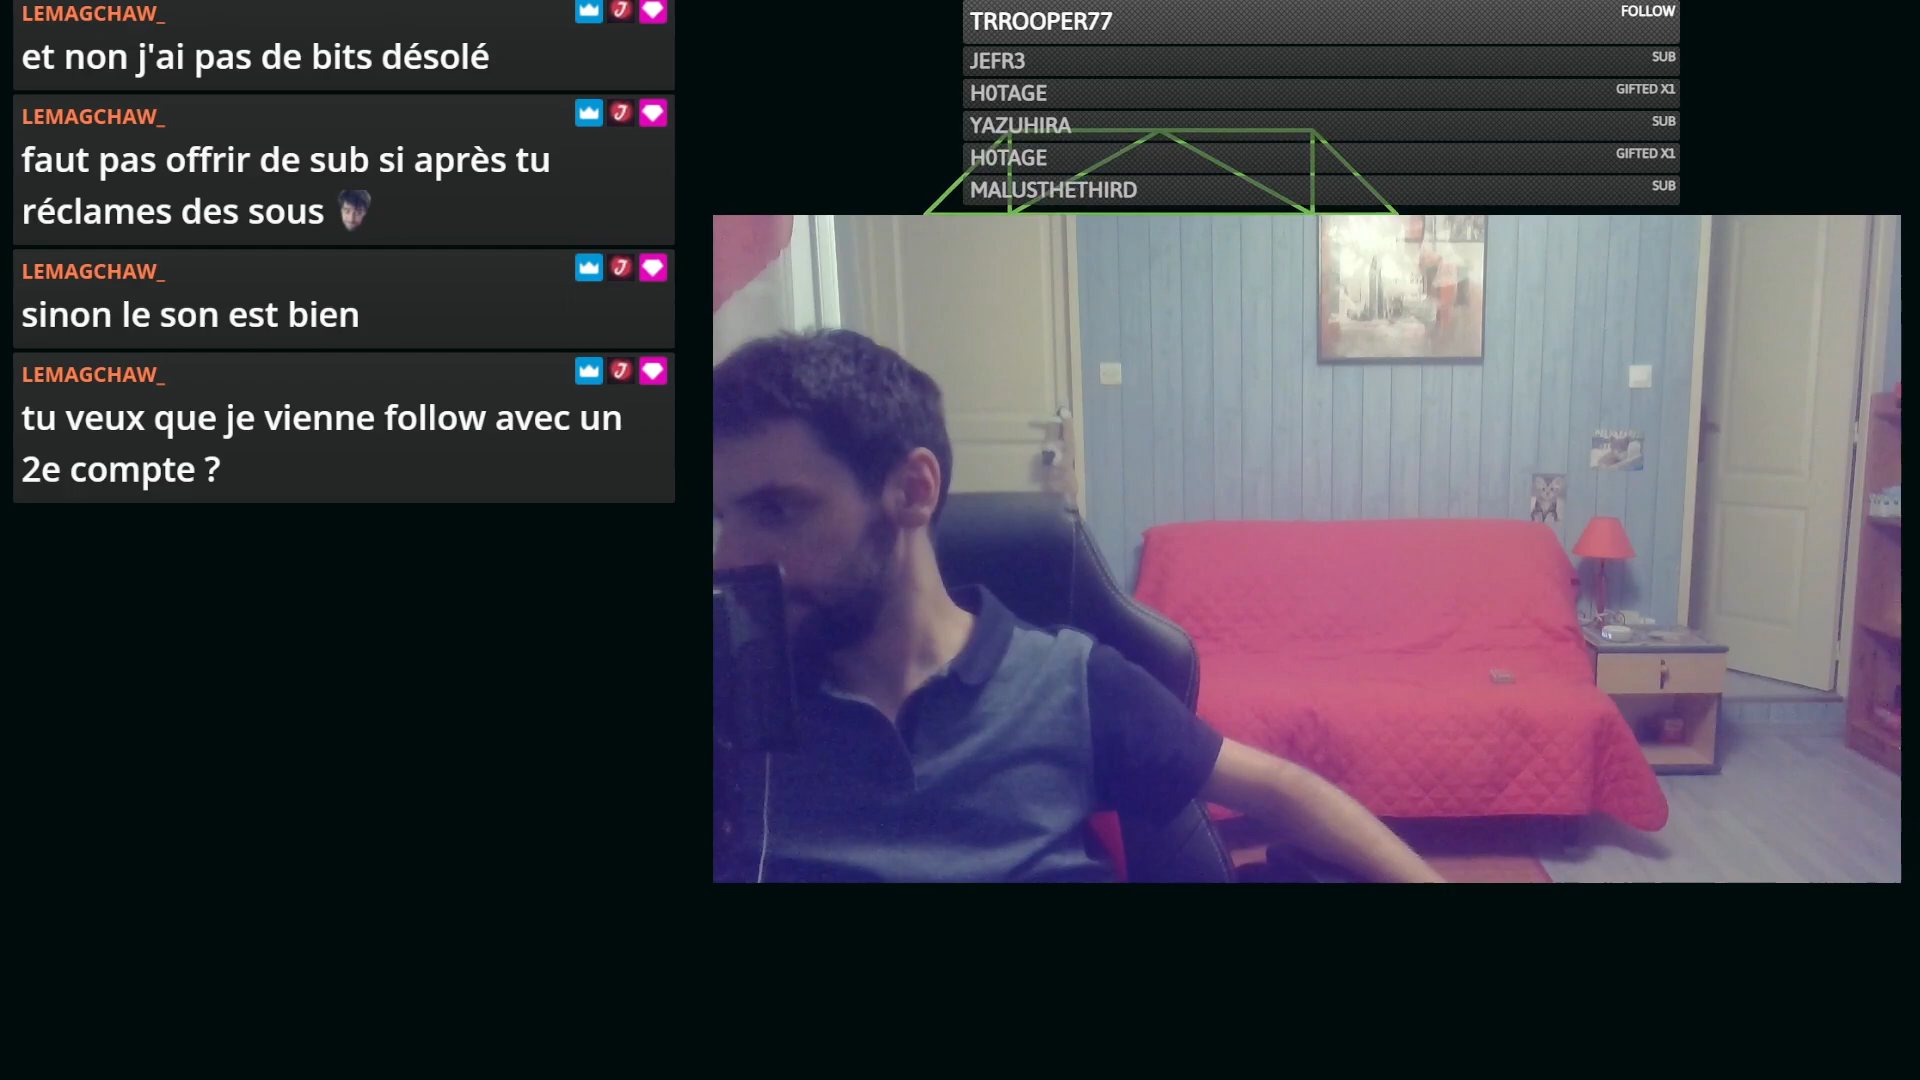 LEMAGCHAW_
et non j'ai pas de bits désolé
LEMAGCHAW_
faut pas offrir de sub si après tu
réclames des sous
LEMAGCHAW_
sinon le son est bien
LEMAGCHAW_
tu veux que je vienne follow avec un
2e compte ?
TRROOPER77 FOLLOW
JEFR3 SUB
H0TAGE GIFTED X1
YAZUHIRA SUB
H0TAGE GIFTED X1
MALUSTHETHIRD SUB